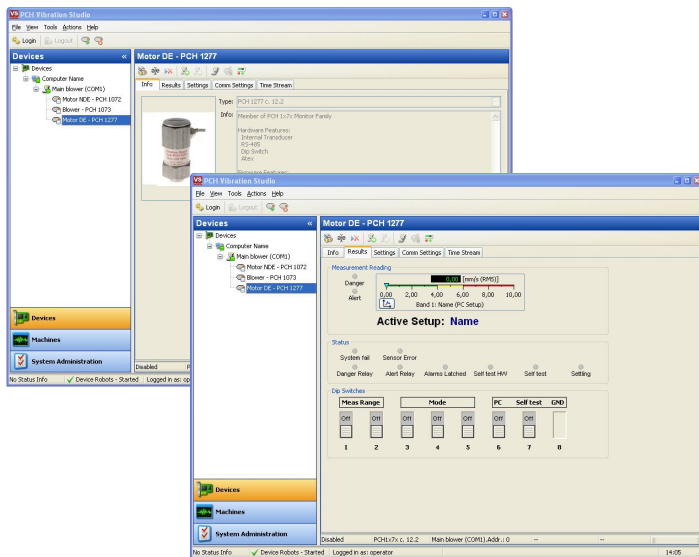 PCH Vibration Studio
File View Tools Actions Help
Login Logout
Devices «
Motor DE - PCH 1277
Devices
Computer Name
Main blower (COM1)
Motor NDE - PCH 1072
Blower - PCH 1073
Motor DE - PCH 1277
Info Results Settings Comm Settings Time Stream
Type: PCH 1277 c. 12.2
Info: Member of PCH 1x7x Monitor Family
Hardware Features:
Internal Transducer
RS-485
Dip Switch
Atex
Devices
Machines
System Administration
Disabled
No Status Info Device Robots - Started Logged in as: op
PCH Vibration Studio
File View Tools Actions Help
Login Logout
Devices «
Motor DE - PCH 1277
Devices
Computer Name
Main blower (COM1)
Motor NDE - PCH 1072
Blower - PCH 1073
Motor DE - PCH 1277
Info Results Settings Comm Settings Time Stream
Measurement Reading
Danger
Alert
0,00 [mm/s (RMS)]
0,00 2,00 4,00 6,00 8,00 10,00
Band 1: Name (PC Setup)
Active Setup: Name
Status
System fail Sensor Error
Danger Relay Alert Relay Alarms Latched Self test HW Self test Settling
Dip Switches
Meas Range Mode PC Self test GND
Off Off Off Off Off Off Off
1 2 3 4 5 6 7 8
Devices
Machines
System Administration
Disabled PCH1x7x c. 12.2 Main blower (COM1).Addr.: 0 -- --
No Status Info Device Robots - Started Logged in as: operator 14:05